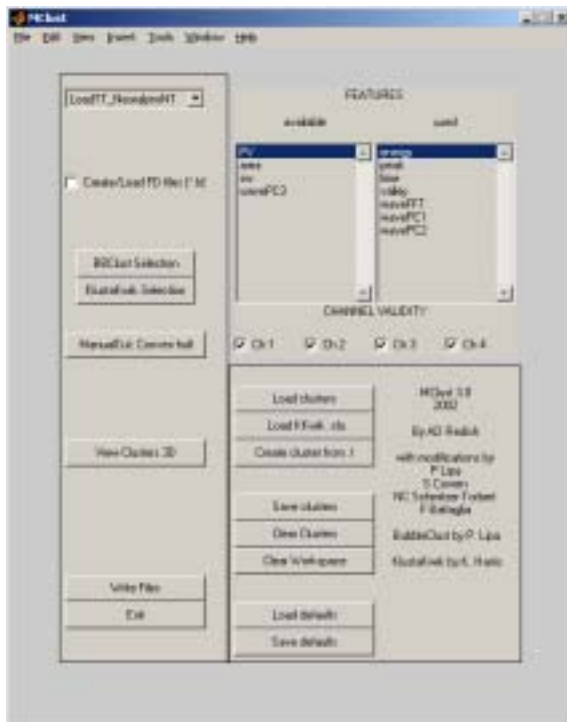 MClust
File Edit View Insert Tools Window Help
LoadTT_NeuralynxNT
Create/Load FD files (*.fd)
BBClust Selection
KlustaKwik Selection
ManualCut: Convex hull
View Clusters 3D
Write Files
Exit
FEATURES
available
used
area
wavePC3
energy
peak
time
valley
waveFFT
wavePC1
wavePC2
CHANNEL VALIDITY
Ch 1 Ch 2 Ch 3 Ch 4
Load clusters
Load KKwik .clu
Create cluster from .t
Save clusters
Clear Clusters
Clear Workspace
Load defaults
Save defaults
MClust 3.0
2002
by AD Redish
with modifications by
P Lipa
S Cowen
NC Schmitzer-Torbert
F Battaglia
BubbleClust by P. Lipa
KlustaKwik by K. Harris